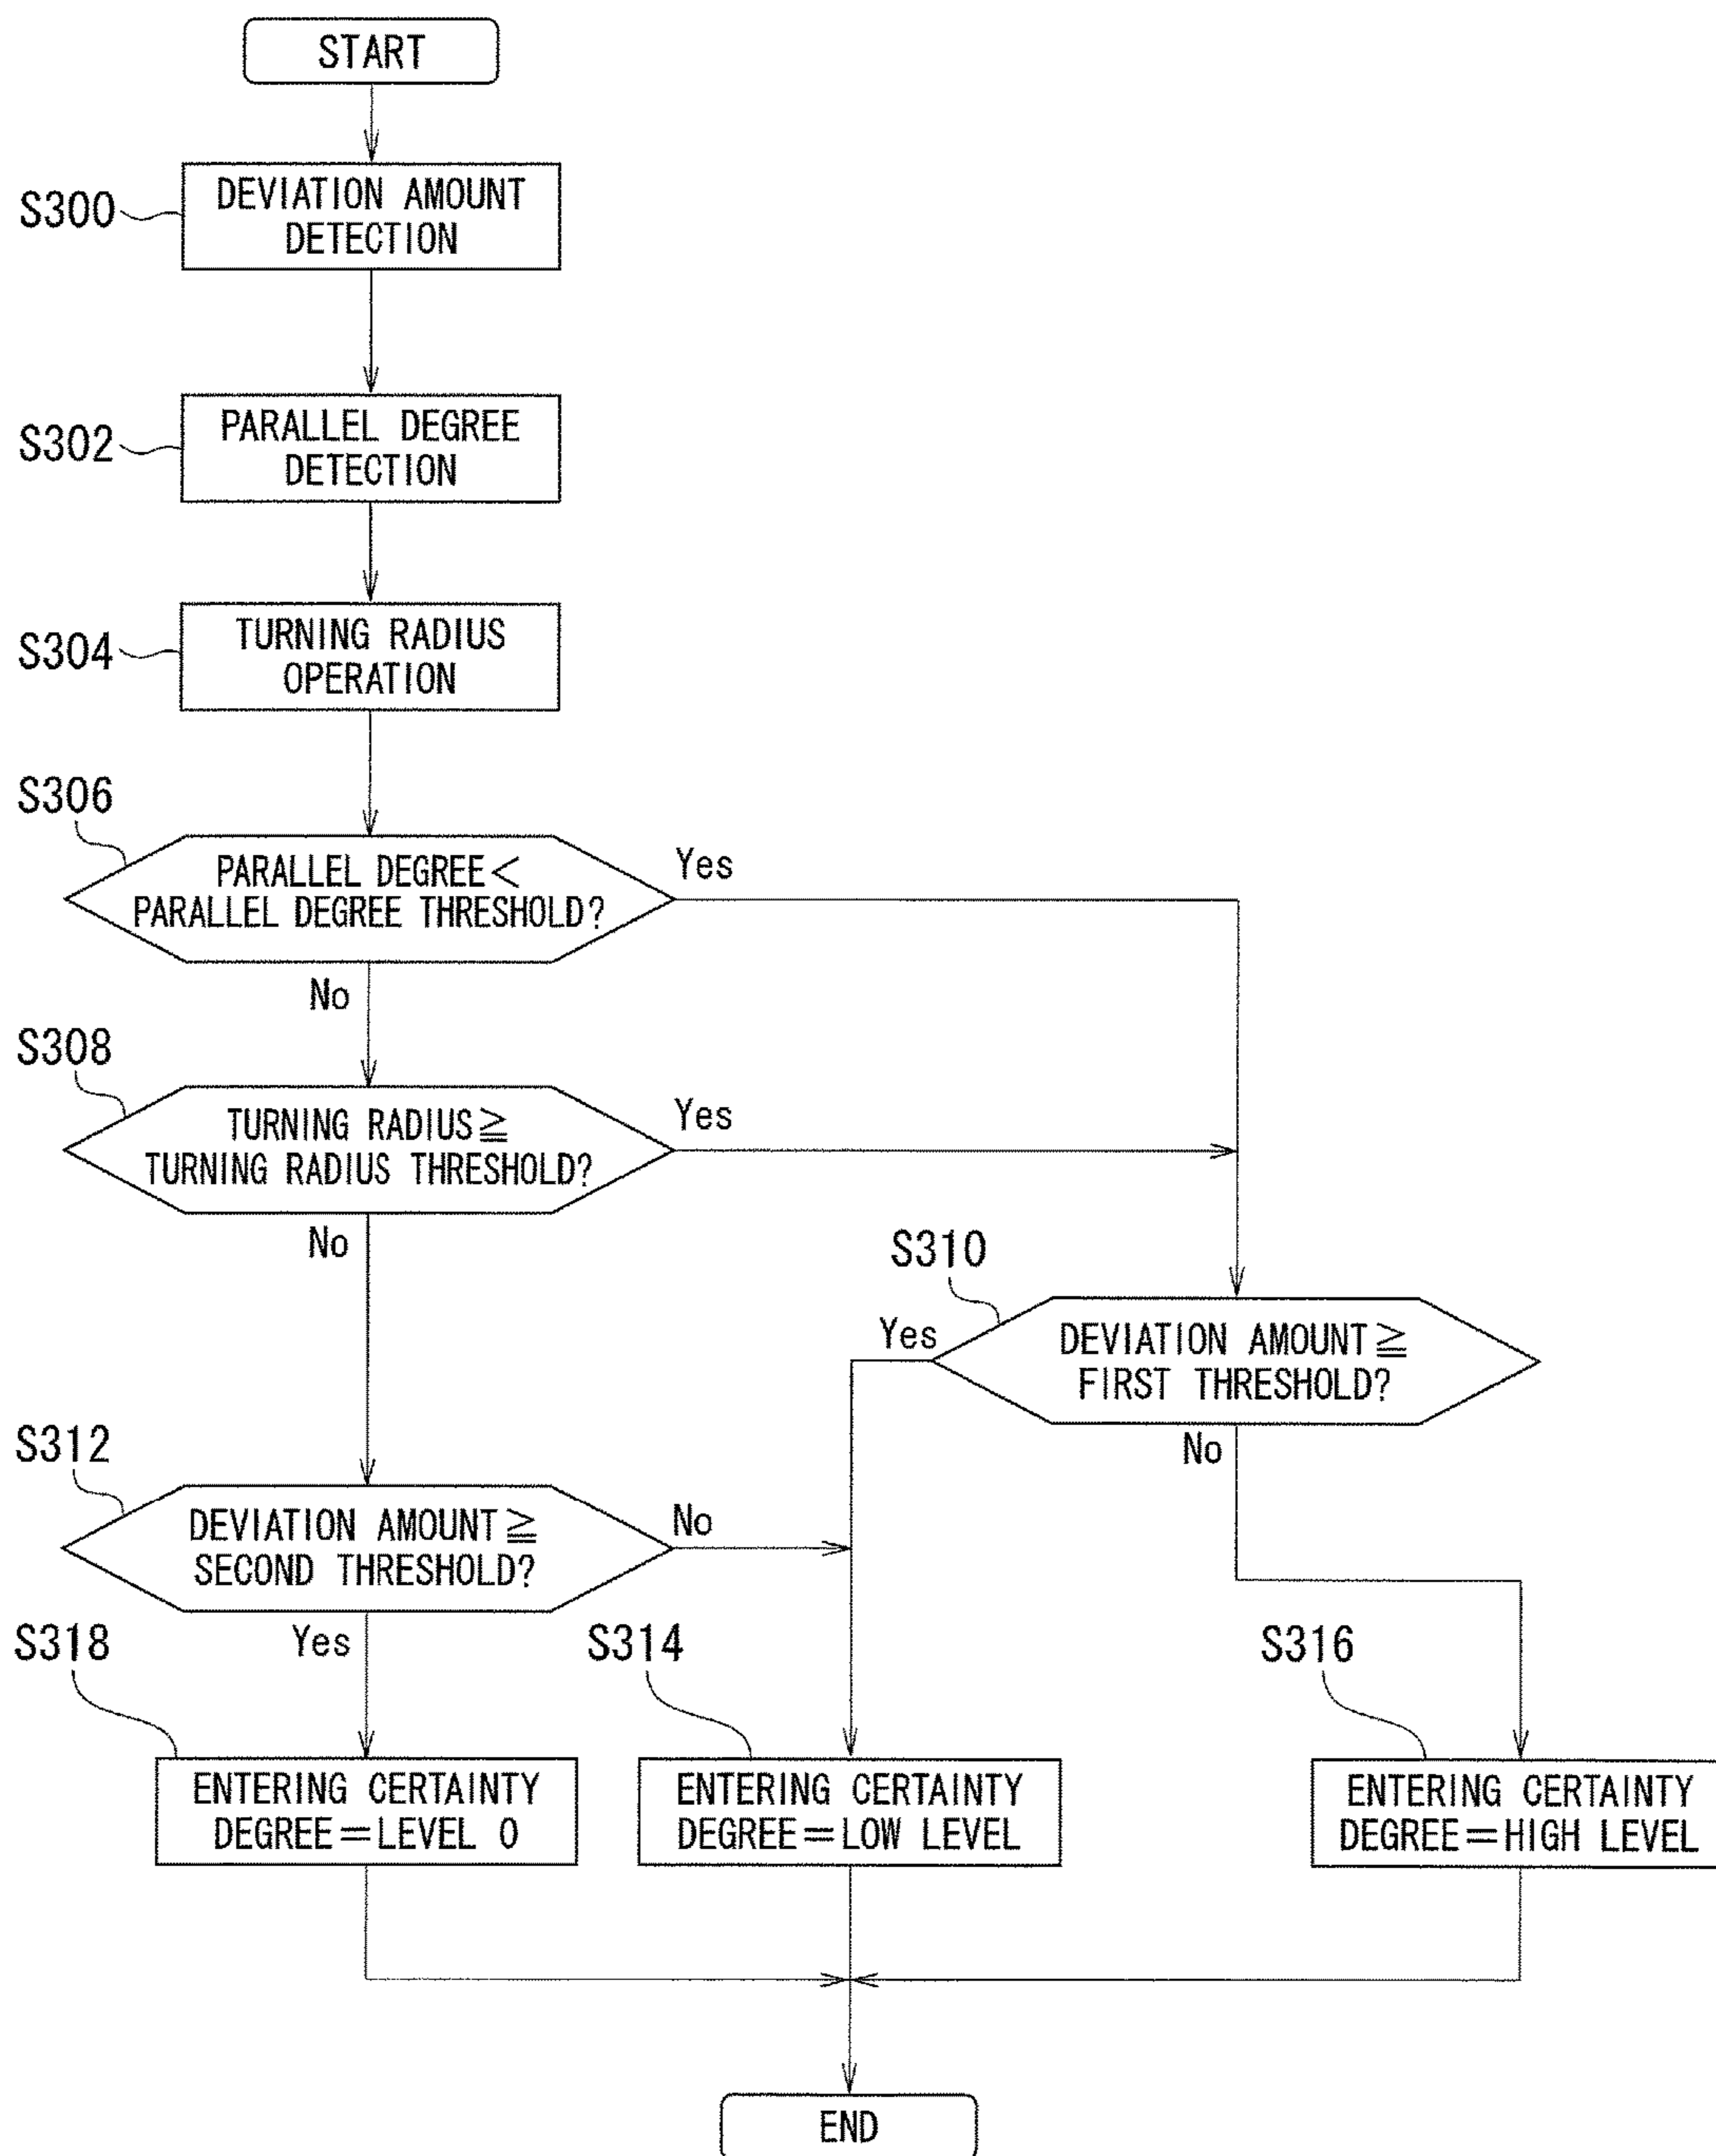 START
S300
DEVIATION AMOUNT
DETECTION
S302
PARALLEL DEGREE
DETECTION
S304
TURNING RADIUS
OPERATION
S306
PARALLEL DEGREE<
PARALLEL DEGREE THRESHOLD?
Yes
No
S308
TURNING RADIUS≧
TURNING RADIUS THRESHOLD?
Yes
No
S310
DEVIATION AMOUNT≧
FIRST THRESHOLD?
Yes
No
S312
DEVIATION AMOUNT≧
SECOND THRESHOLD?
No
Yes
S318
ENTERING CERTAINTY
DEGREE=LEVEL 0
S314
ENTERING CERTAINTY
DEGREE=LOW LEVEL
S316
ENTERING CERTAINTY
DEGREE=HIGH LEVEL
END